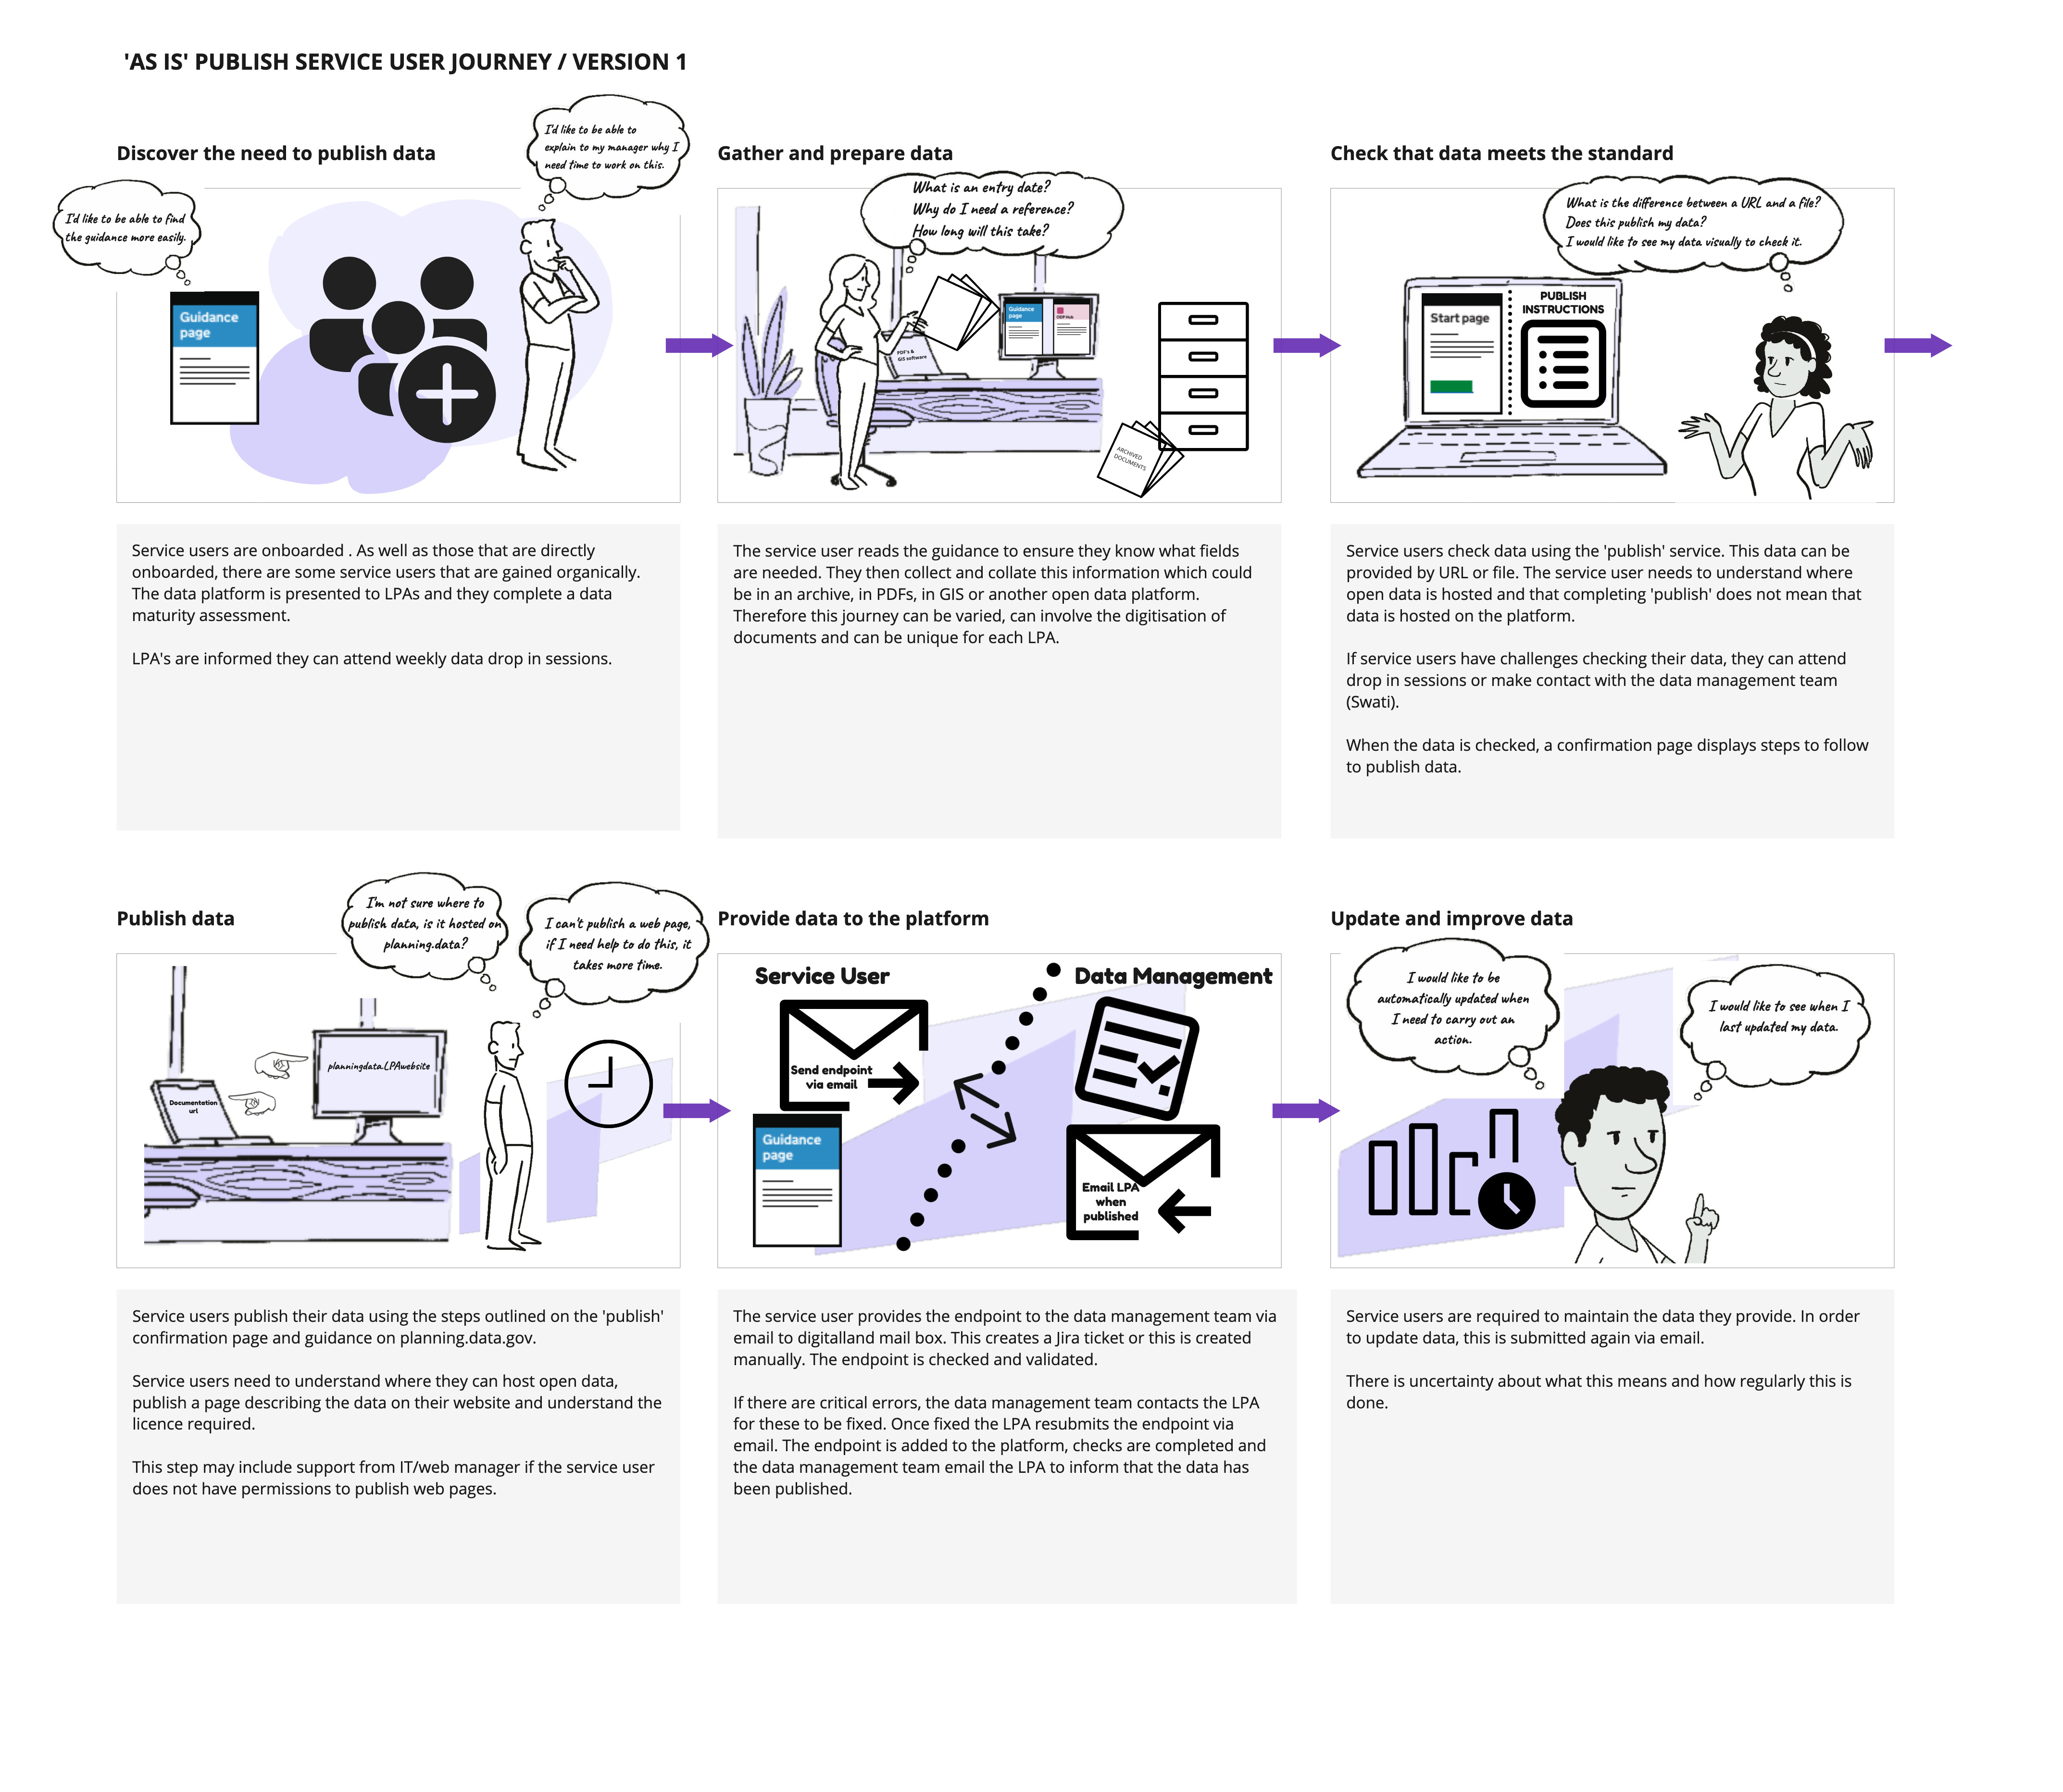 'AS IS' PUBLISH SERVICE USER JOURNEY / VERSION 1
Discover the need to publish data
I'd like to be able to find
the guidance more easily.
I'd like to be able to
explain to my manager why I
need time to work on this.
Guidance
page
Service users are onboarded . As well as those that are directly
onboarded, there are some service users that are gained organically.
The data platform is presented to LPAs and they complete a data
maturity assessment.
LPA's are informed they can attend weekly data drop in sessions.
Gather and prepare data
What is an entry date?
Why do I need a reference?
How long will this take?
PDF's &
GIS software
Guidance
page
DDP Hub
ARCHIVED
DOCUMENTS
The service user reads the guidance to ensure they know what fields
are needed. They then collect and collate this information which could
be in an archive, in PDFs, in GIS or another open data platform.
Therefore this journey can be varied, can involve the digitisation of
documents and can be unique for each LPA.
Check that data meets the standard
What is the difference between a URL and a file?
Does this publish my data?
I would like to see my data visually to check it.
Start page
PUBLISH
INSTRUCTIONS
Service users check data using the 'publish' service. This data can be
provided by URL or file. The service user needs to understand where
open data is hosted and that completing 'publish' does not mean that
data is hosted on the platform.
If service users have challenges checking their data, they can attend
drop in sessions or make contact with the data management team
(Swati).
When the data is checked, a confirmation page displays steps to follow
to publish data.
Publish data
I'm not sure where to
publish data, is it hosted on
planning.data?
I can't publish a web page,
if I need help to do this, it
takes more time.
Documentation
url
planningdata.LPAwebsite
Service users publish their data using the steps outlined on the 'publish'
confirmation page and guidance on planning.data.gov.
Service users need to understand where they can host open data,
publish a page describing the data on their website and understand the
licence required.
This step may include support from IT/web manager if the service user
does not have permissions to publish web pages.
Provide data to the platform
Service User
Data Management
Send endpoint
via email
Guidance
page
Email LPA
when
published
The service user provides the endpoint to the data management team via
email to digitalland mail box. This creates a Jira ticket or this is created
manually. The endpoint is checked and validated.
If there are critical errors, the data management team contacts the LPA
for these to be fixed. Once fixed the LPA resubmits the endpoint via
email. The endpoint is added to the platform, checks are completed and
the data management team email the LPA to inform that the data has
been published.
Update and improve data
I would like to be
automatically updated when
I need to carry out an
action.
I would like to see when I
last updated my data.
Service users are required to maintain the data they provide. In order
to update data, this is submitted again via email.
There is uncertainty about what this means and how regularly this is
done.